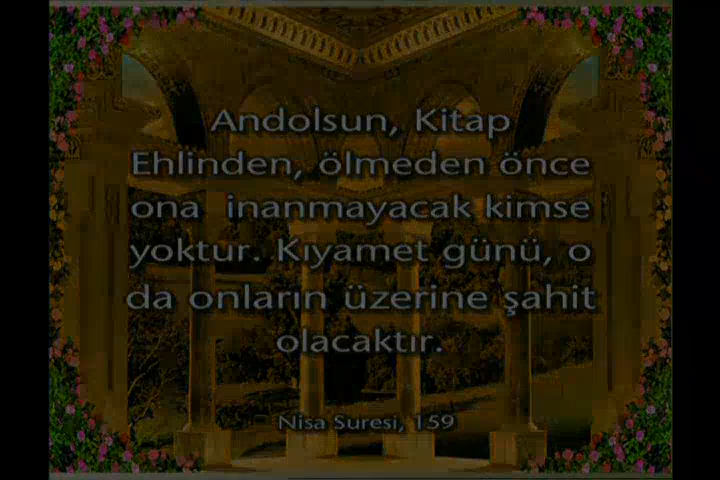 Andolsun, Kitap
Ehlinden, ölmeden önce
ona inanmayacak kimse
yoktur. Kıyamet günü, o
da onların üzerine şahit
olacaktır.
Nisa Suresi, 159